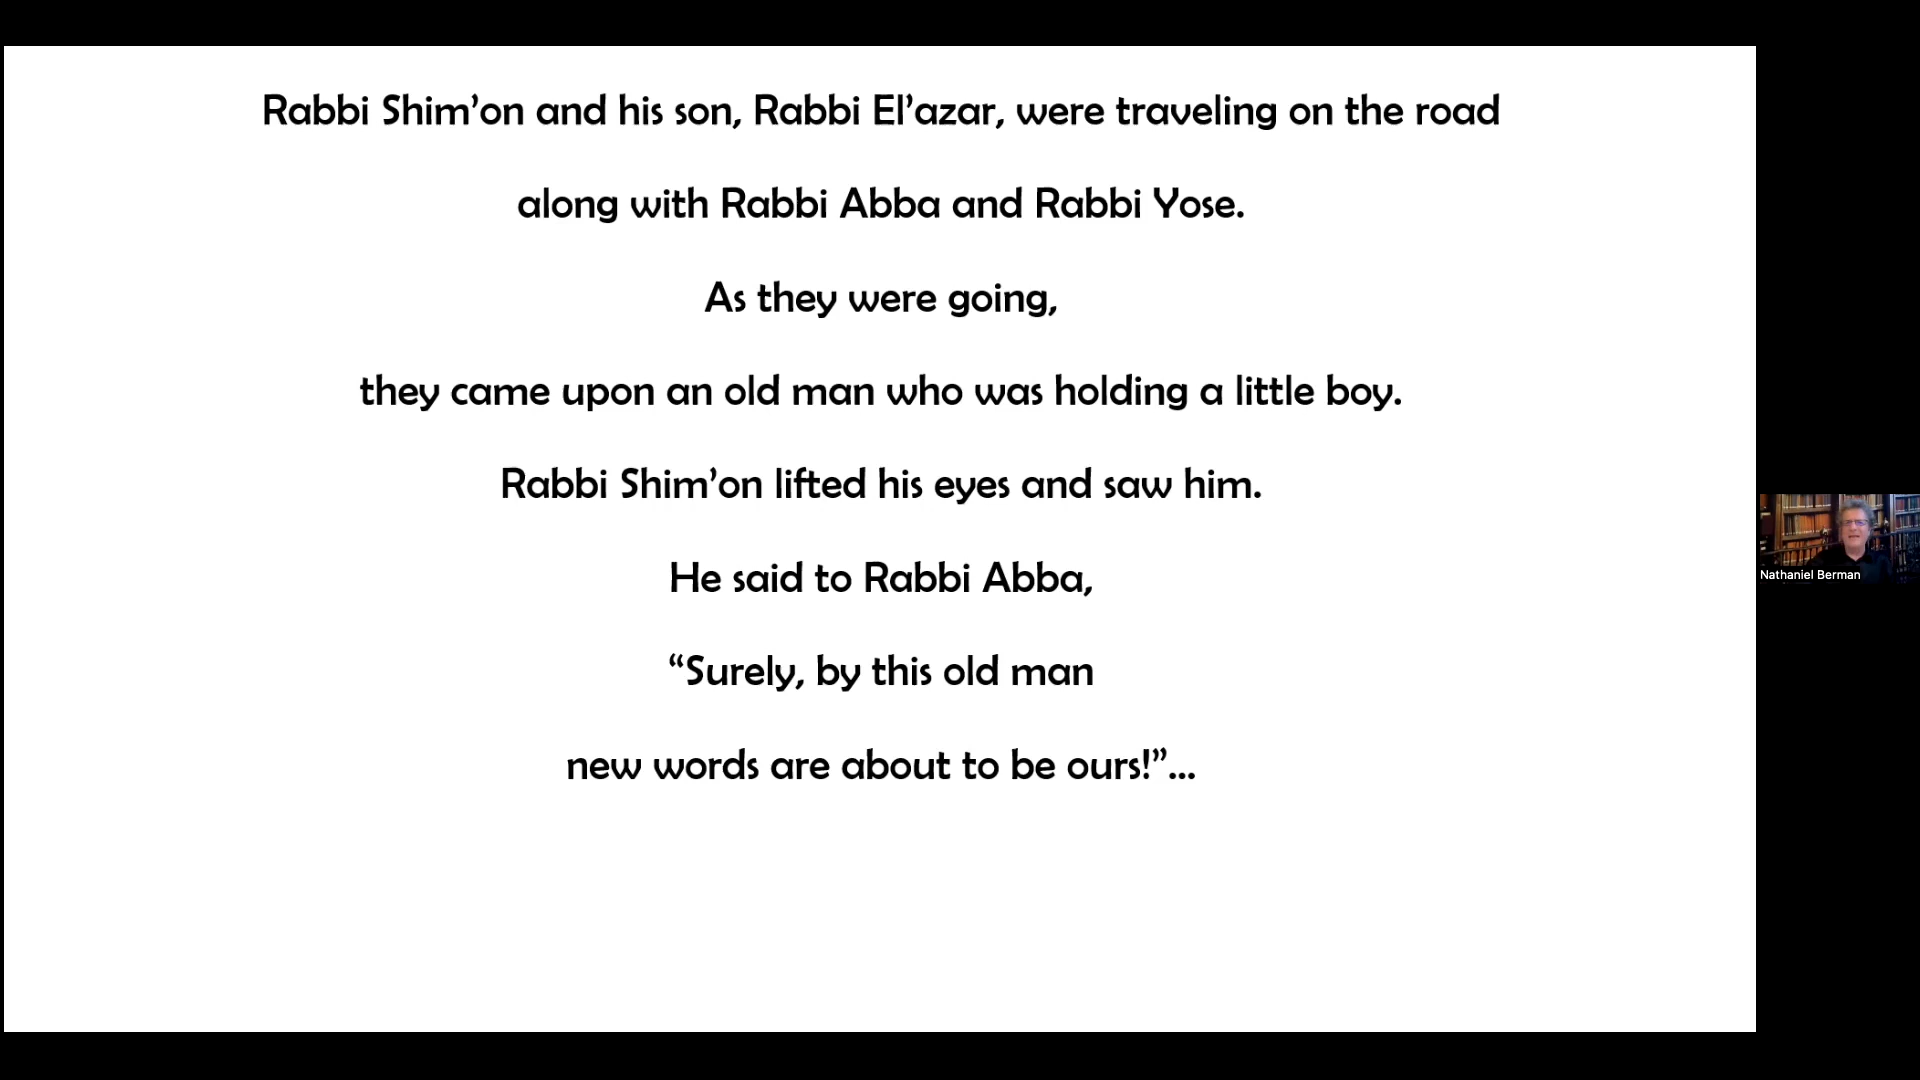 Rabbi Shim’on and his son, Rabbi El’azar, were traveling on the road
along with Rabbi Abba and Rabbi Yose.
As they were going,
they came upon an old man who was holding a little boy.
Rabbi Shim’on lifted his eyes and saw him.
He said to Rabbi Abba,
“Surely, by this old man
new words are about to be ours!”...
Nathaniel Berman